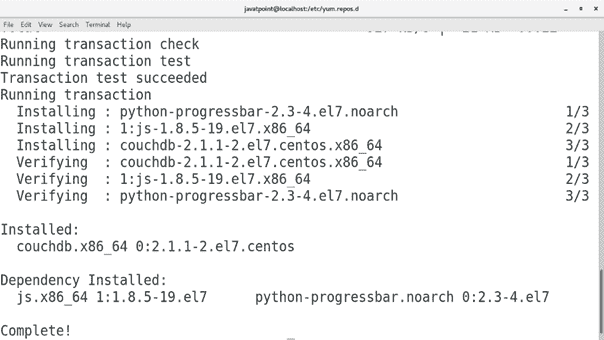 javatpoint@localhost:/etc/yum.repos.d
File Edit View Search Terminal Help
Running transaction check
Running transaction test
Transaction test succeeded
Running transaction
Installing : python-progressbar-2.3-4.el7.noarch 1/3
Installing : 1:js-1.8.5-19.el7.x86_64 2/3
Installing : couchdb-2.1.1-2.el7.centos.x86_64 3/3
Verifying : couchdb-2.1.1-2.el7.centos.x86_64 1/3
Verifying : 1:js-1.8.5-19.el7.x86_64 2/3
Verifying : python-progressbar-2.3-4.el7.noarch 3/3
Installed:
couchdb.x86_64 0:2.1.1-2.el7.centos
Dependency Installed:
js.x86_64 1:1.8.5-19.el7 python-progressbar.noarch 0:2.3-4.el7
Complete!